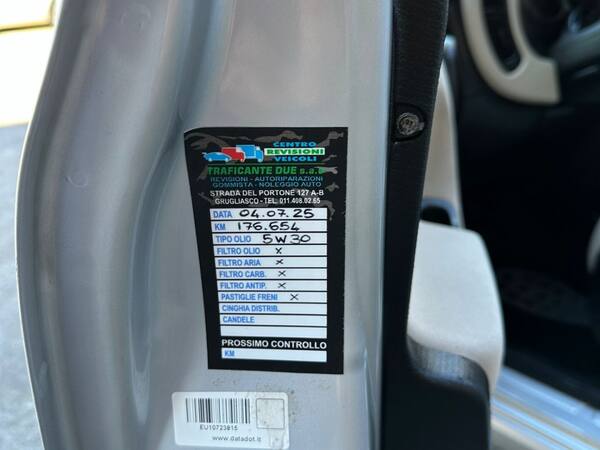 CENTRO
REVISIONI
VEICOLI
TRAFICANTE DUE s.a.s
REVISIONI - AUTORIPARAZIONI
GOMMISTA - NOLEGGIO AUTO
STRADA DEL PORTONE 127 A-B
GRUGLIASCO - TEL. 011.408.02.65
DATA 04.07.25
KM 176.654
TIPO OLIO 5W30
FILTRO OLIO X
FILTRO ARIA X
FILTRO CARB. X
FILTRO ANTIP. X
PASTIGLIE FRENI X
CINGHIA DISTRIB.
CANDELE
PROSSIMO CONTROLLO
KM
EU10723815
www.datadot.it